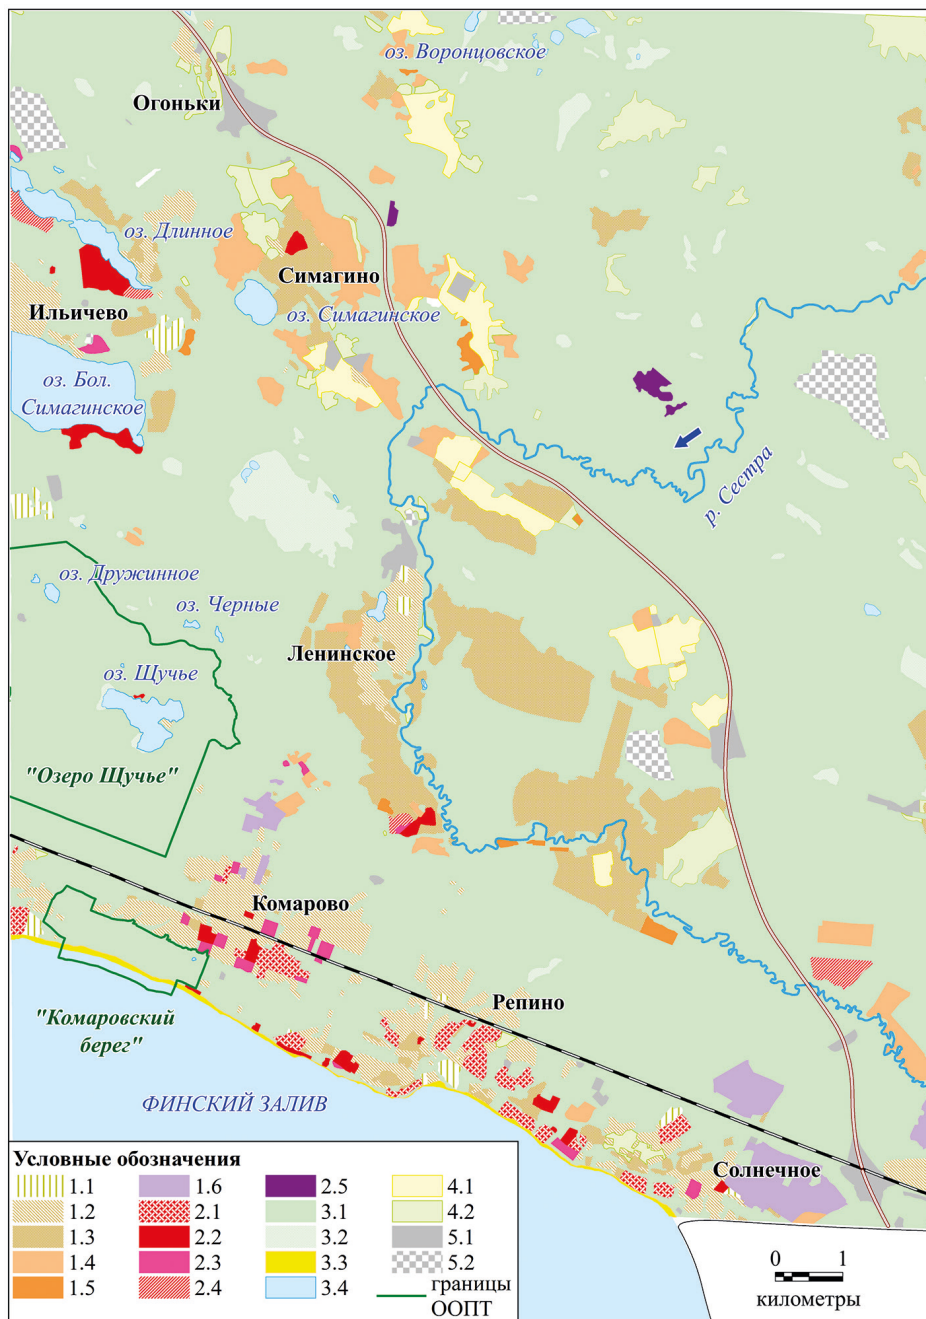 оз. Воронцовское
Огоньки
оз. Длинное
Симагино
Ильичево
оз. Симагинское
оз. Бол.
Симагинское
р. Сестра
оз. Дружинное
оз. Черные
Ленинское
оз. Щучье
"Озеро Щучье"
Комарово
Репино
"Комаровский
берег"
ФИНСКИЙ ЗАЛИВ
Солнечное
Условные обозначения
1.1 1.6 2.5 4.1
1.2 2.1 3.1 4.2
1.3 2.2 3.2 5.1
1.4 2.3 3.3 5.2
1.5 2.4 3.4 границы
ООПТ
0 1
километры